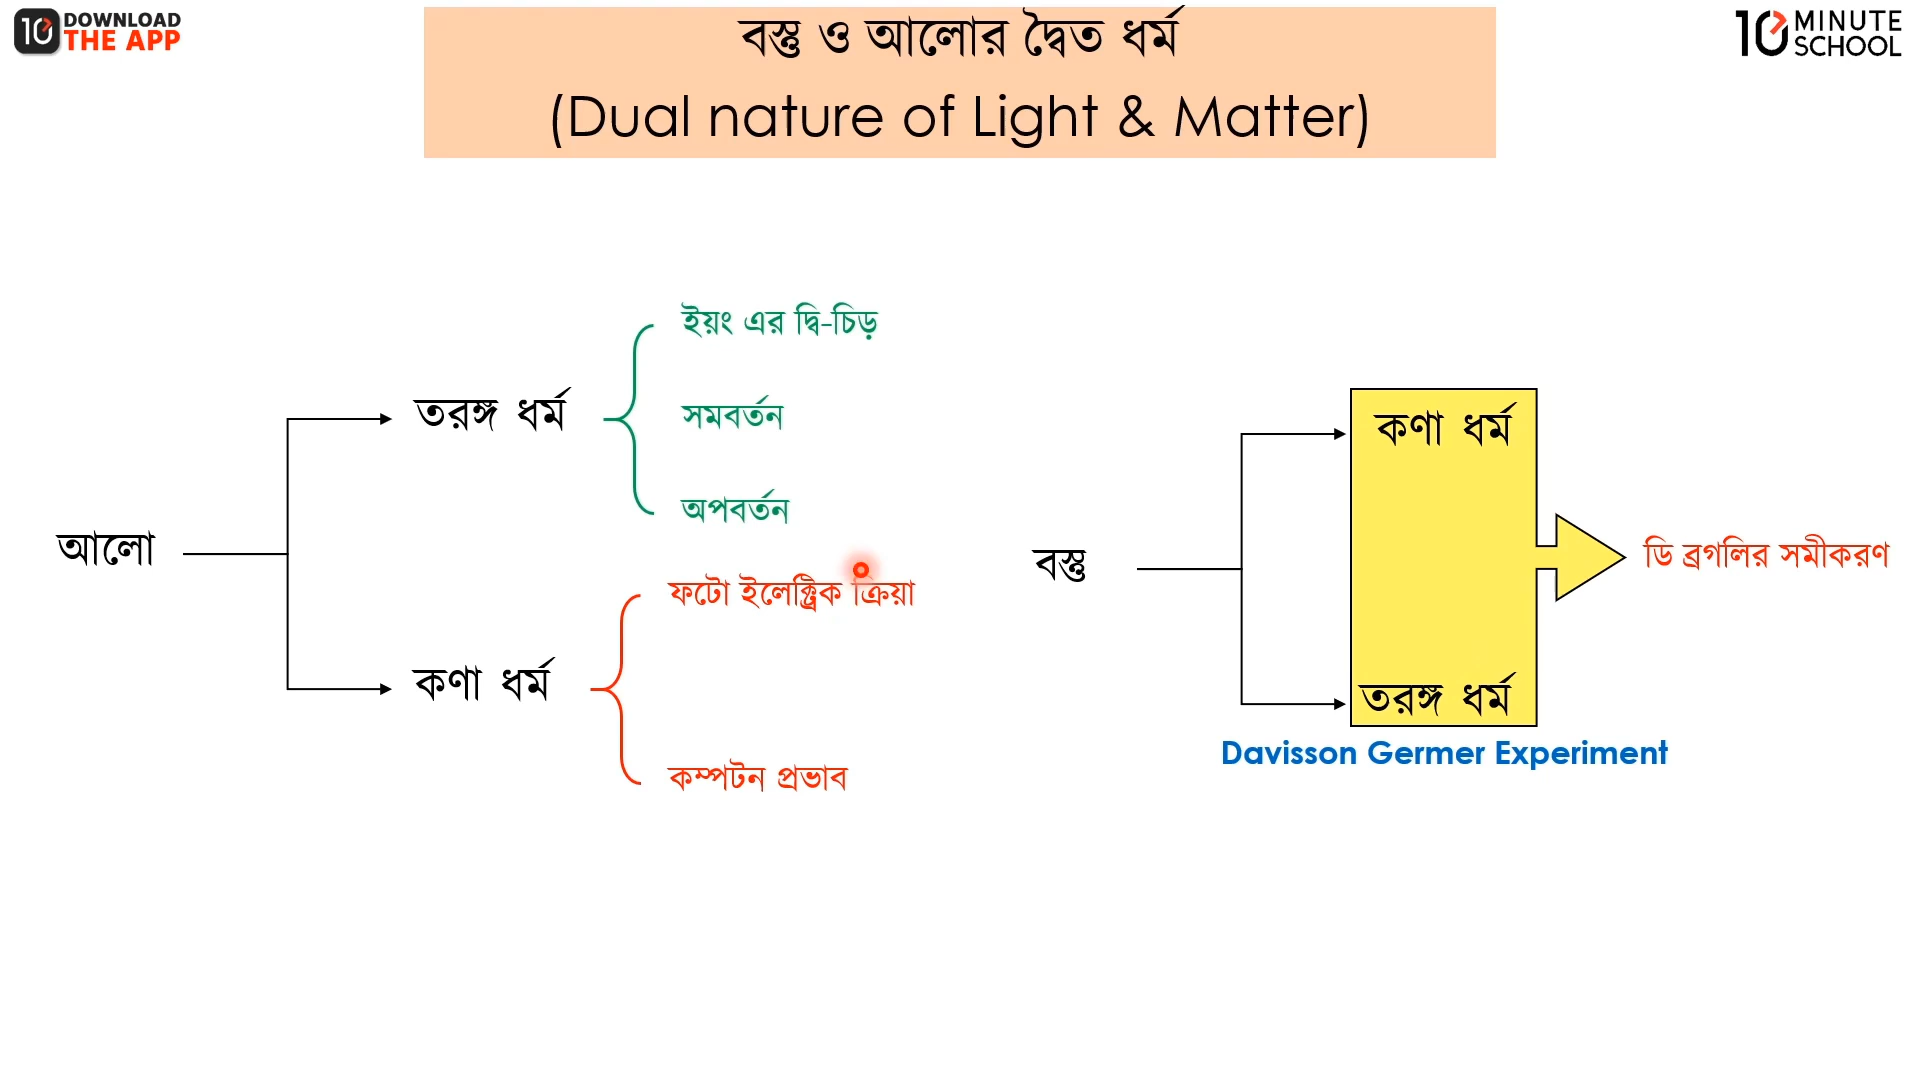 DOWNLOAD
THE APP
বস্তু ও আলোর দ্বৈত ধর্ম
(Dual nature of Light & Matter)
10 MINUTE
SCHOOL
আলো
তরঙ্গ ধর্ম
ইয়ং এর দ্বি-চিড়
সমবর্তন
অপবর্তন
কণা ধর্ম
ফটো ইলেক্ট্রিক ক্রিয়া
কম্পটন প্রভাব
বস্তু
কণা ধর্ম
তরঙ্গ ধর্ম
ডি ব্রগলির সমীকরণ
Davisson Germer Experiment